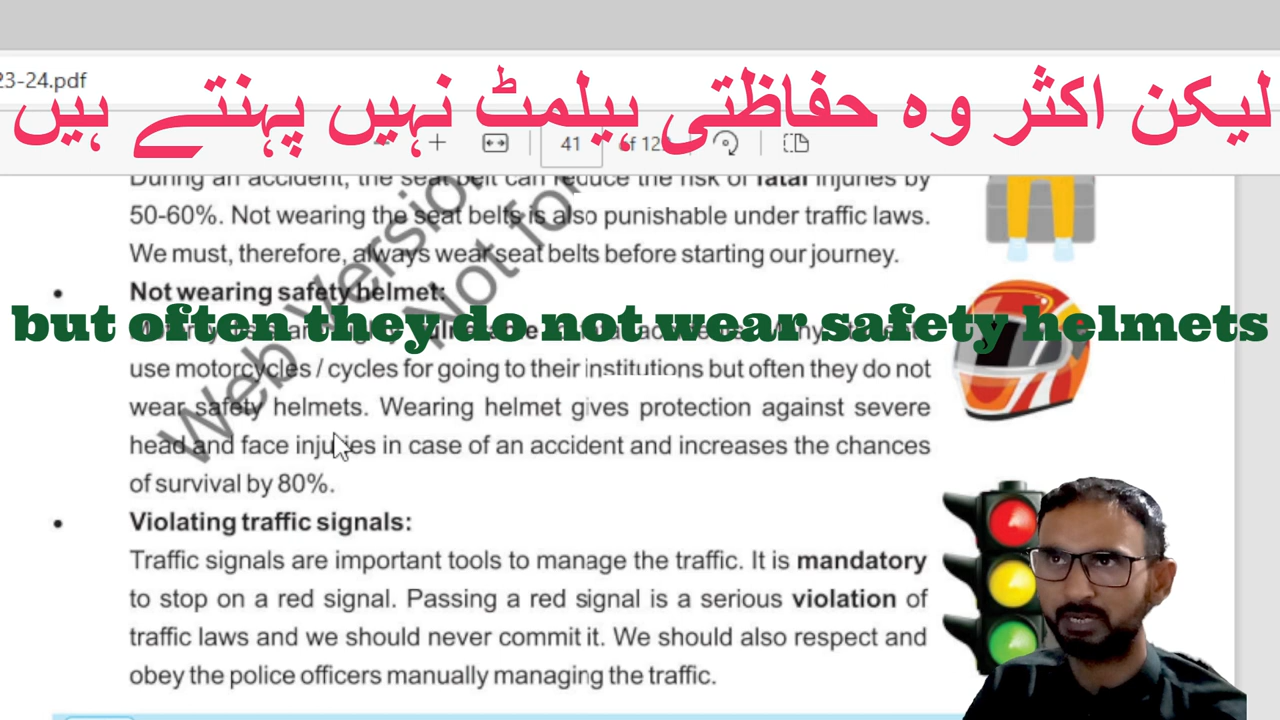 23-24.pdf
لیکن اکثر وہ حفاظتی ہیلمٹ نہیں پہنتے ہیں
41
of 12
During an accident, the seat belt can reduce the risk of fatal injuries by
50-60%. Not wearing the seat belts is also punishable under traffic laws.
We must, therefore, always wear seat belts before starting our journey.
• Not wearing safety helmet:
but often they do not wear safety helmets
use motorcycles / cycles for going to their institutions but often they do not
wear safety helmets. Wearing helmet gives protection against severe
head and face injuries in case of an accident and increases the chances
of survival by 80%.
• Violating traffic signals:
Traffic signals are important tools to manage the traffic. It is mandatory
to stop on a red signal. Passing a red signal is a serious violation of
traffic laws and we should never commit it. We should also respect and
obey the police officers manually managing the traffic.
Web Version
Not for